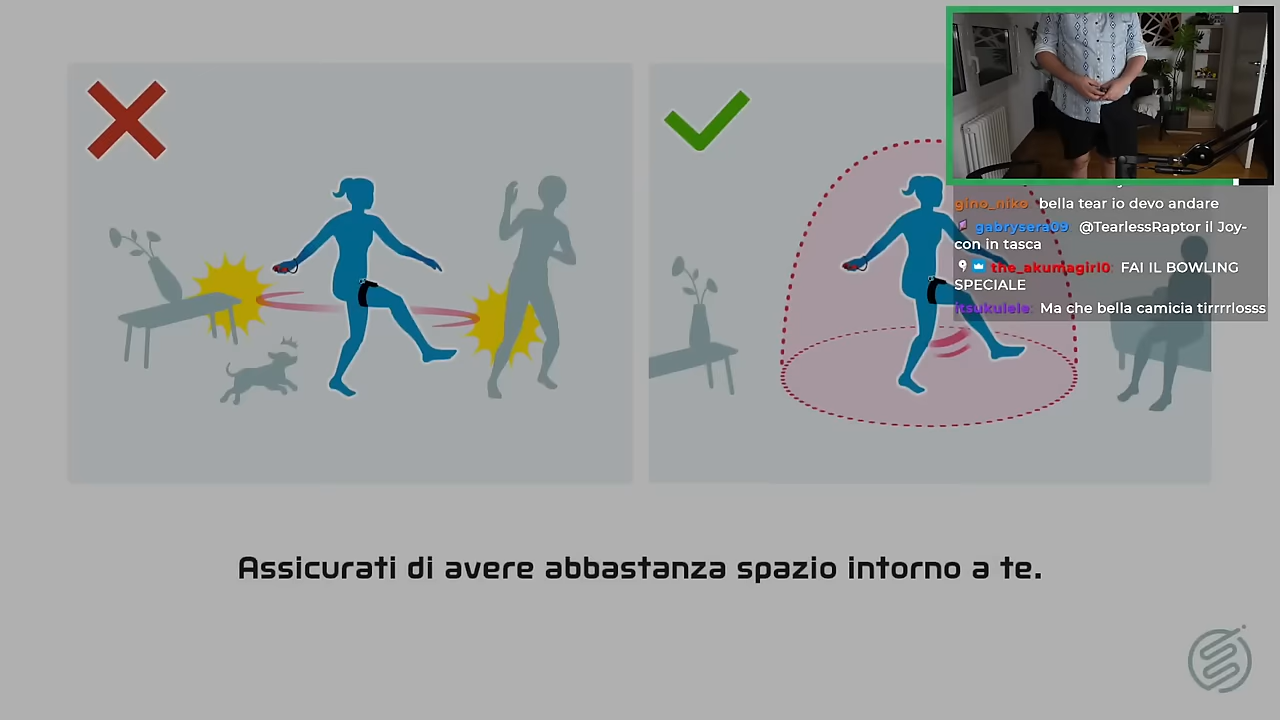 gino_niko bella tear io devo andare
gabrysera09 @TearlessRaptor il Joy-
con in tasca
the_akumagirl0: FAI IL BOWLING
SPECIALE
itsukulele: Ma che bella camicia tirrrrlosss
Assicurati di avere abbastanza spazio intorno a te.